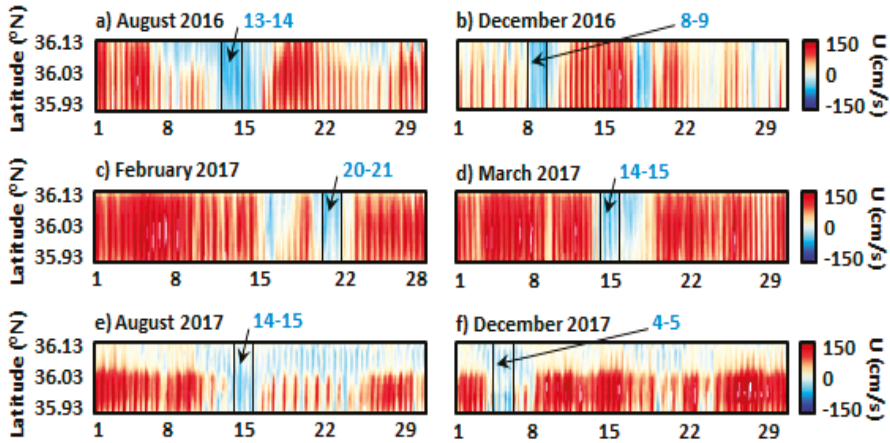 a) August 2016 13-14
b) December 2016 8-9
Latitude (°N)
36.13
36.03
35.93
1 8 15 22 29
1 8 15 22 29
150
0
-150
U (cm/s)
c) February 2017 20-21
d) March 2017 14-15
Latitude (°N)
36.13
36.03
35.93
1 8 15 22 28
1 8 15 22 29
150
0
-150
U (cm/s)
e) August 2017 14-15
f) December 2017 4-5
Latitude (°N)
36.13
36.03
35.93
1 8 15 22 29
1 8 15 22 29
150
0
-150
U (cm/s)